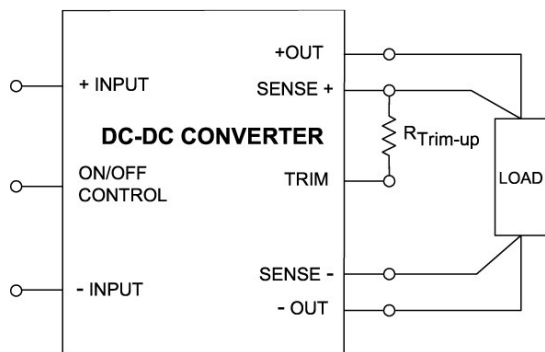 +OUT
+ INPUT
SENSE +
DC-DC CONVERTER
RTrim-up
ON/OFF
CONTROL
TRIM
LOAD
SENSE -
- INPUT
- OUT